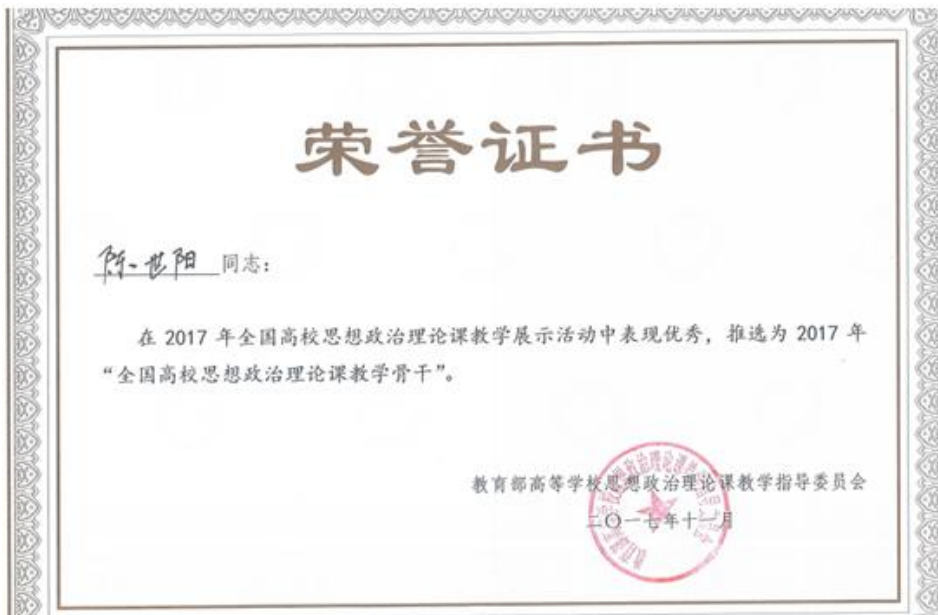 荣誉证书
陈世阳 同志：
在 2017 年全国高校思想政治理论课教学展示活动中表现优秀，推选为 2017 年
“全国高校思想政治理论课教学骨干”。
教育部高等学校思想政治理论课教学指导委员会
二〇一七年十一月